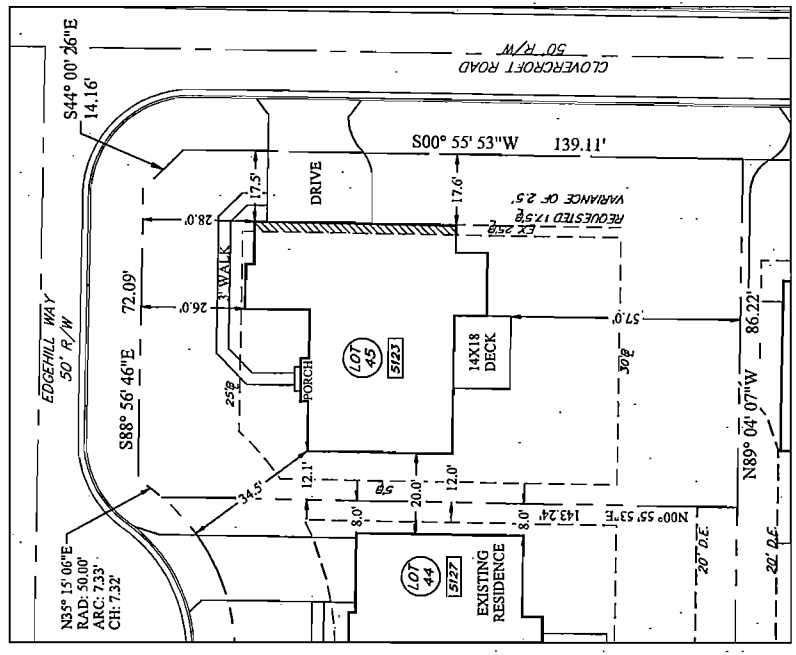 EDGEHILL WAY
50' R/W
S44° 00' 26"E
14.16'
CLOVERCROFT ROAD
50' R/W
S88° 56' 46"E 72.09'
S00° 55' 53"W 139.11'
N35° 15' 06"E
RAD: 50.00'
ARC: 7.33'
CH: 7.32'
28.0'
26.0'
17.5'
17.6'
DRIVE
3' WALK
25'B
PORCH
LOT
45
5123
14X18
DECK
EX 25'B
REQUESTED 17.5'B
VARIANCE OF 2.5'
57.0'
30'B
34.5'
12.1'
8.0'
5'B
20.0'
12.0'
8.0'
N00° 55' 53"E 143.24'
N89° 04' 07"W 86.22'
LOT
44
5127
EXISTING
RESIDENCE
20' D.E.
20' D.E.